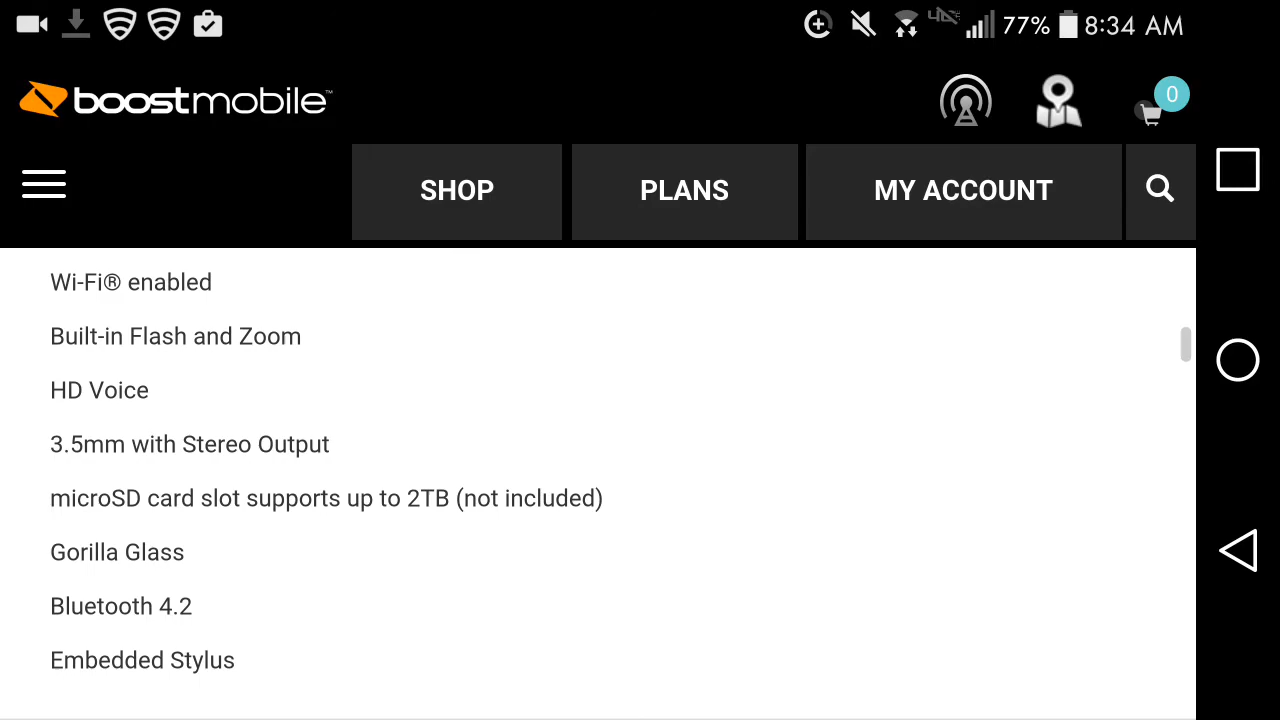 77% 8:34 AM
boostmobile™
0
SHOP PLANS MY ACCOUNT
Wi-Fi® enabled
Built-in Flash and Zoom
HD Voice
3.5mm with Stereo Output
microSD card slot supports up to 2TB (not included)
Gorilla Glass
Bluetooth 4.2
Embedded Stylus